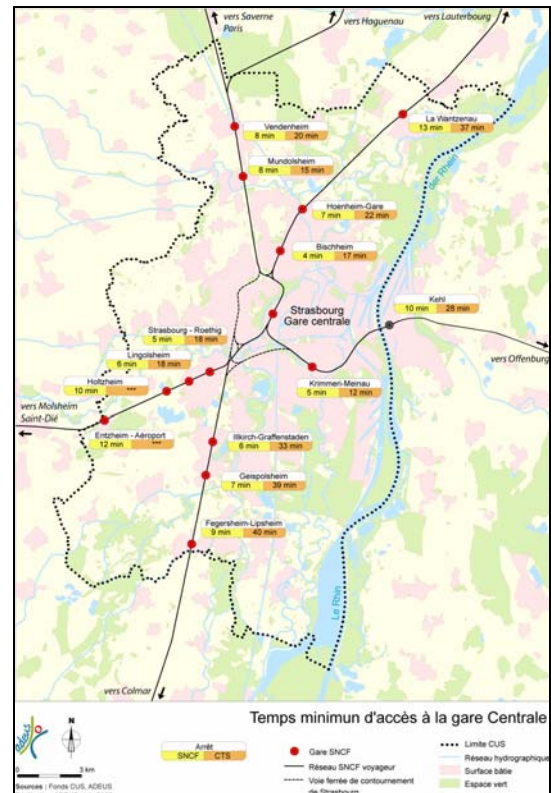 vers Saverne
Paris
vers Haguenau
vers Lauterbourg
La Wantzenau
13 min 37 min
Vendenheim
8 min 20 min
Mundolsheim
8 min 15 min
Hoenheim-Gare
7 min 22 min
Bischheim
4 min 17 min
Kehl
10 min 28 min
Strasbourg
Gare centrale
Strasbourg - Roethig
5 min 18 min
Lingolsheim
6 min 18 min
Holtzheim
10 min ***
vers Molsheim
Saint-Dié
Entzheim - Aéroport
12 min ***
Krimmeri-Meinau
5 min 12 min
vers Offenburg
Illkirch-Graffenstaden
6 min 33 min
Geispolsheim
7 min 39 min
Fegersheim-Lipsheim
9 min 40 min
Le Rhin
vers Colmar
Temps minimun d'accès à la gare Centrale
adeus
N
0 3 km
Sources : Fonds CUS, ADEUS
Arrêt
SNCF CTS
Gare SNCF
Réseau SNCF voyageur
Voie ferrée de contournement
de Strasbourg
Limite CUS
Réseau hydrographique
Surface bâtie
Espace vert